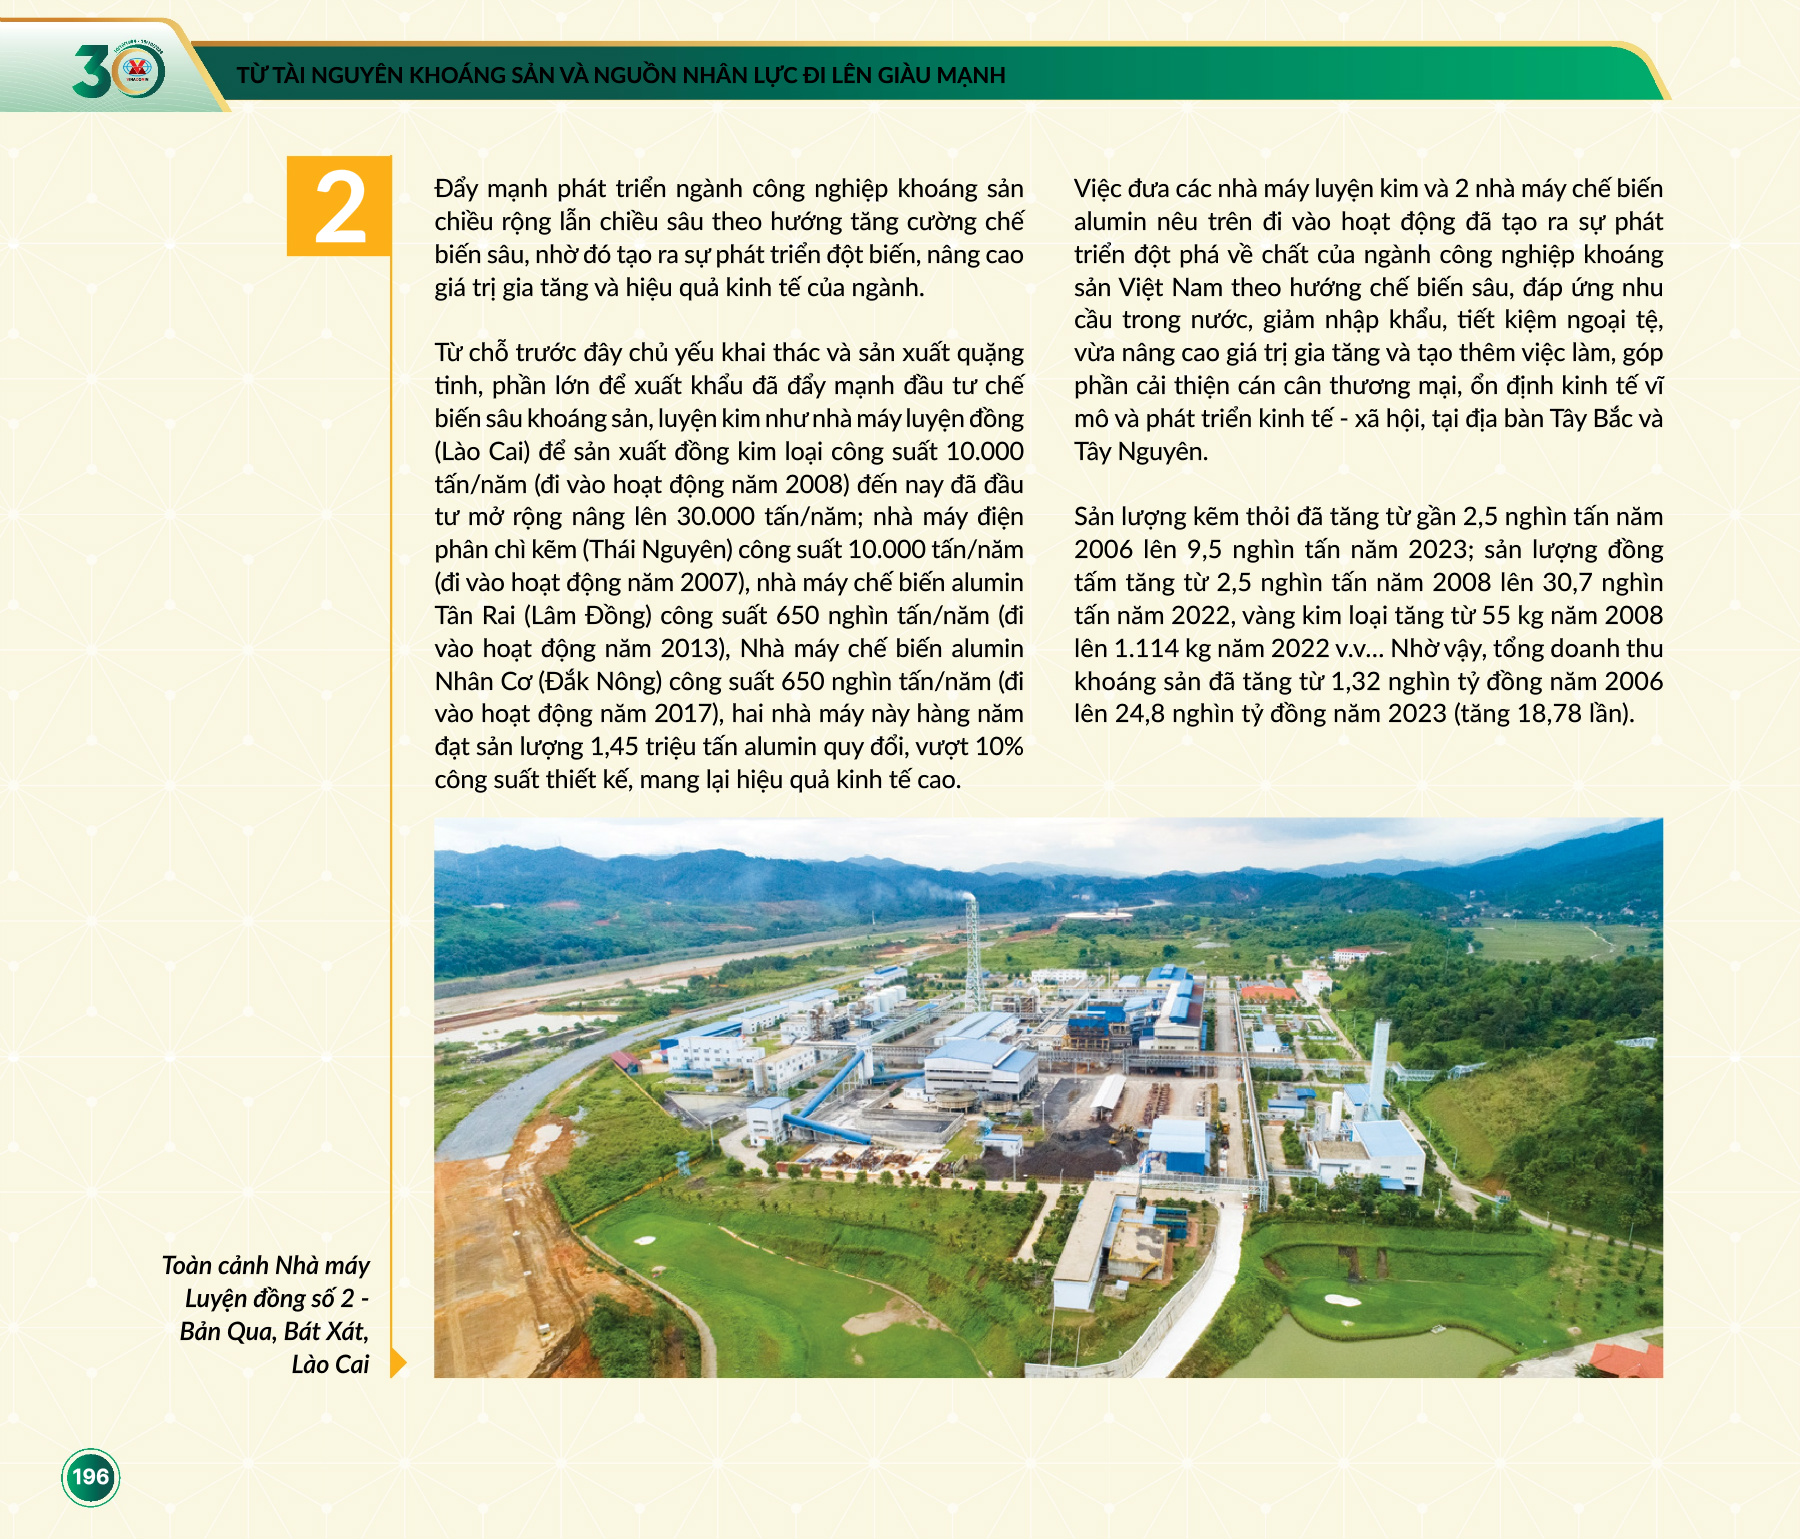 30
TỪ TÀI NGUYÊN KHOÁNG SẢN VÀ NGUỒN NHÂN LỰC ĐI LÊN GIÀU MẠNH
2
Đẩy mạnh phát triển ngành công nghiệp khoáng sản
chiều rộng lẫn chiều sâu theo hướng tăng cường chế
biến sâu, nhờ đó tạo ra sự phát triển đột biến, nâng cao
giá trị gia tăng và hiệu quả kinh tế của ngành.
Từ chỗ trước đây chủ yếu khai thác và sản xuất quặng
tinh, phần lớn để xuất khẩu đã đẩy mạnh đầu tư chế
biến sâu khoáng sản, luyện kim như nhà máy luyện đồng
(Lào Cai) để sản xuất đồng kim loại công suất 10.000
tấn/năm (đi vào hoạt động năm 2008) đến nay đã đầu
tư mở rộng nâng lên 30.000 tấn/năm; nhà máy điện
phân chì kẽm (Thái Nguyên) công suất 10.000 tấn/năm
(đi vào hoạt động năm 2007), nhà máy chế biến alumin
Tân Rai (Lâm Đồng) công suất 650 nghìn tấn/năm (đi
vào hoạt động năm 2013), Nhà máy chế biến alumin
Nhân Cơ (Đắk Nông) công suất 650 nghìn tấn/năm (đi
vào hoạt động năm 2017), hai nhà máy này hàng năm
đạt sản lượng 1,45 triệu tấn alumin quy đổi, vượt 10%
công suất thiết kế, mang lại hiệu quả kinh tế cao.
Việc đưa các nhà máy luyện kim và 2 nhà máy chế biến
alumin nêu trên đi vào hoạt động đã tạo ra sự phát
triển đột phá về chất của ngành công nghiệp khoáng
sản Việt Nam theo hướng chế biến sâu, đáp ứng nhu
cầu trong nước, giảm nhập khẩu, tiết kiệm ngoại tệ,
vừa nâng cao giá trị gia tăng và tạo thêm việc làm, góp
phần cải thiện cán cân thương mại, ổn định kinh tế vĩ
mô và phát triển kinh tế - xã hội, tại địa bàn Tây Bắc và
Tây Nguyên.
Sản lượng kẽm thỏi đã tăng từ gần 2,5 nghìn tấn năm
2006 lên 9,5 nghìn tấn năm 2023; sản lượng đồng
tấm tăng từ 2,5 nghìn tấn năm 2008 lên 30,7 nghìn
tấn năm 2022, vàng kim loại tăng từ 55 kg năm 2008
lên 1.114 kg năm 2022 v.v... Nhờ vậy, tổng doanh thu
khoáng sản đã tăng từ 1,32 nghìn tỷ đồng năm 2006
lên 24,8 nghìn tỷ đồng năm 2023 (tăng 18,78 lần).
Toàn cảnh Nhà máy
Luyện đồng số 2 -
Bản Qua, Bát Xát,
Lào Cai
196